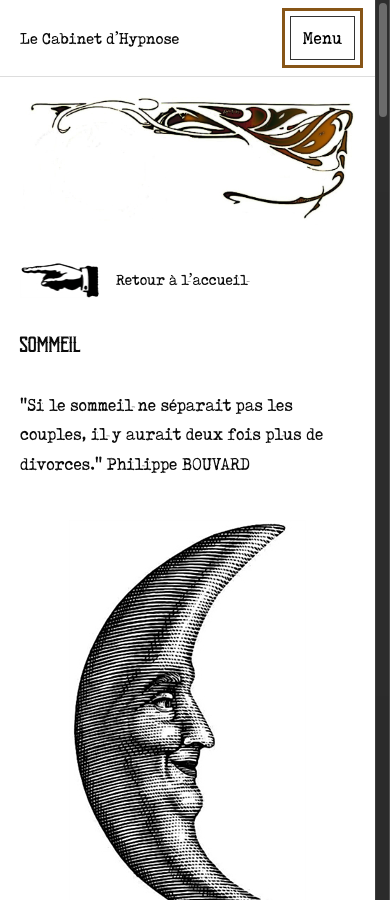 Le Cabinet d'Hypnose
Menu
Retour à l'accueil
SOMMEIL
"Si le sommeil ne séparait pas les
couples, il y aurait deux fois plus de
divorces." Philippe BOUVARD